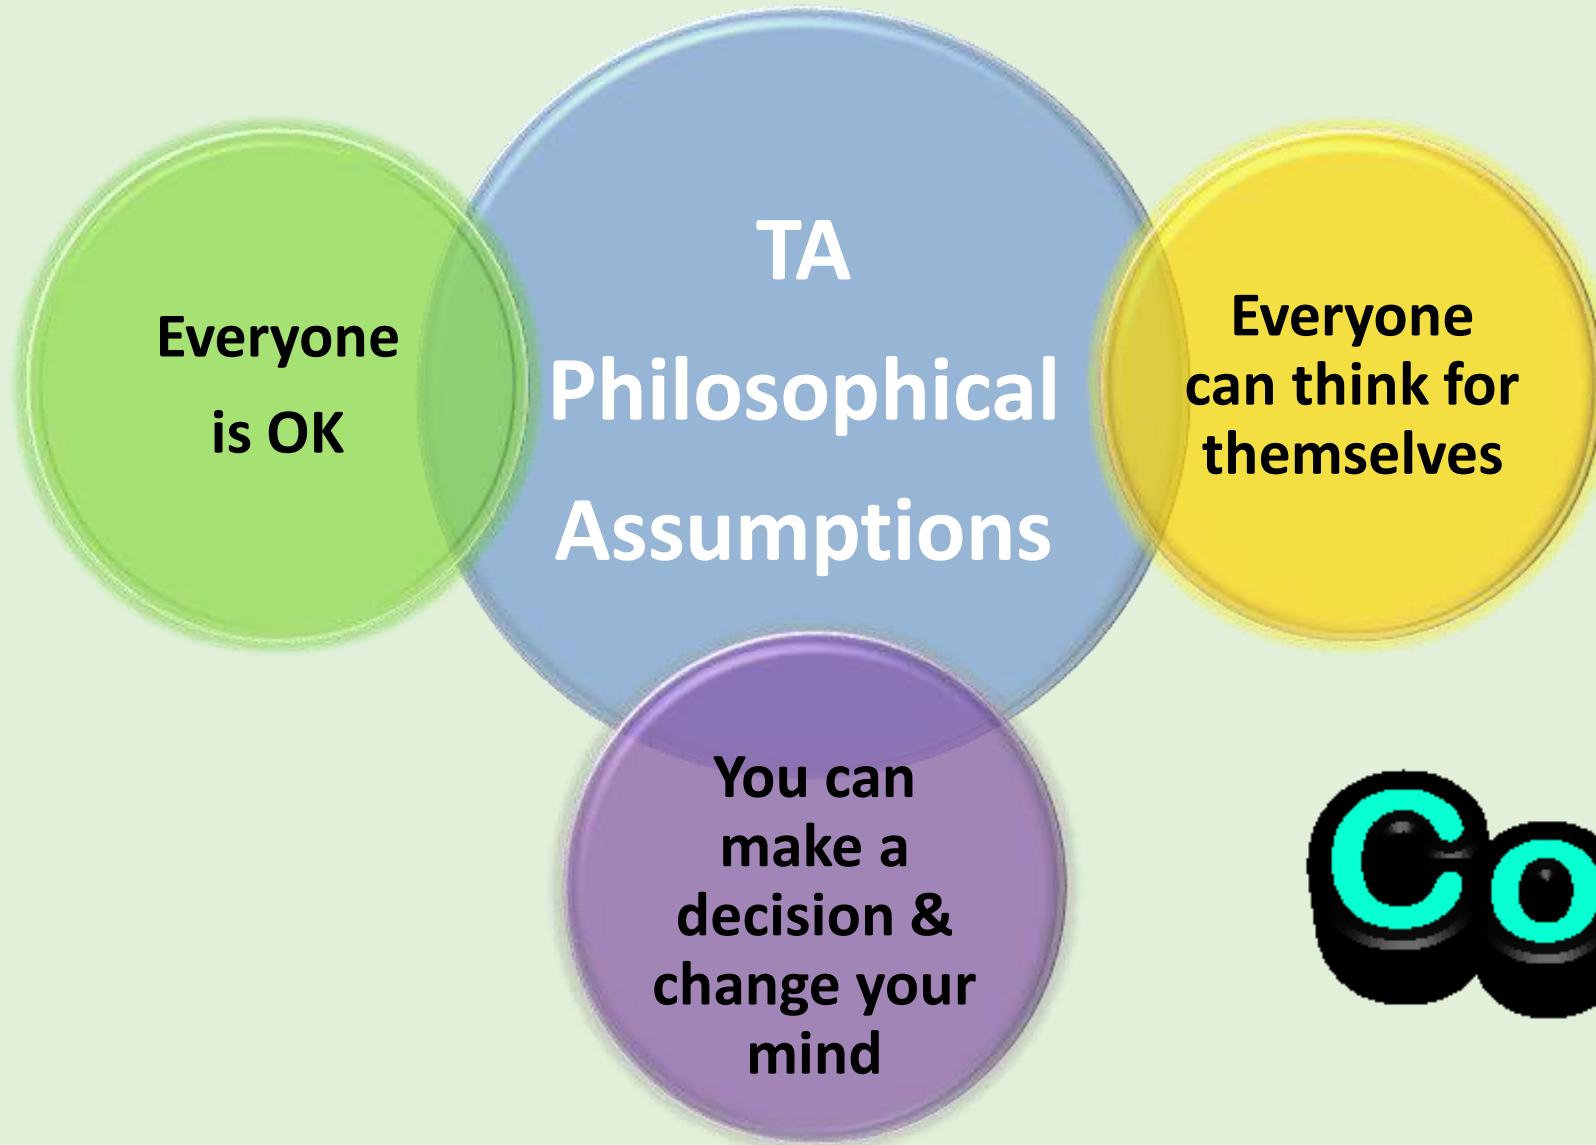 TA
Philosophical
Assumptions
Everyone
is OK
Everyone
can think for
themselves
You can
make a
decision &
change your
mind
Co